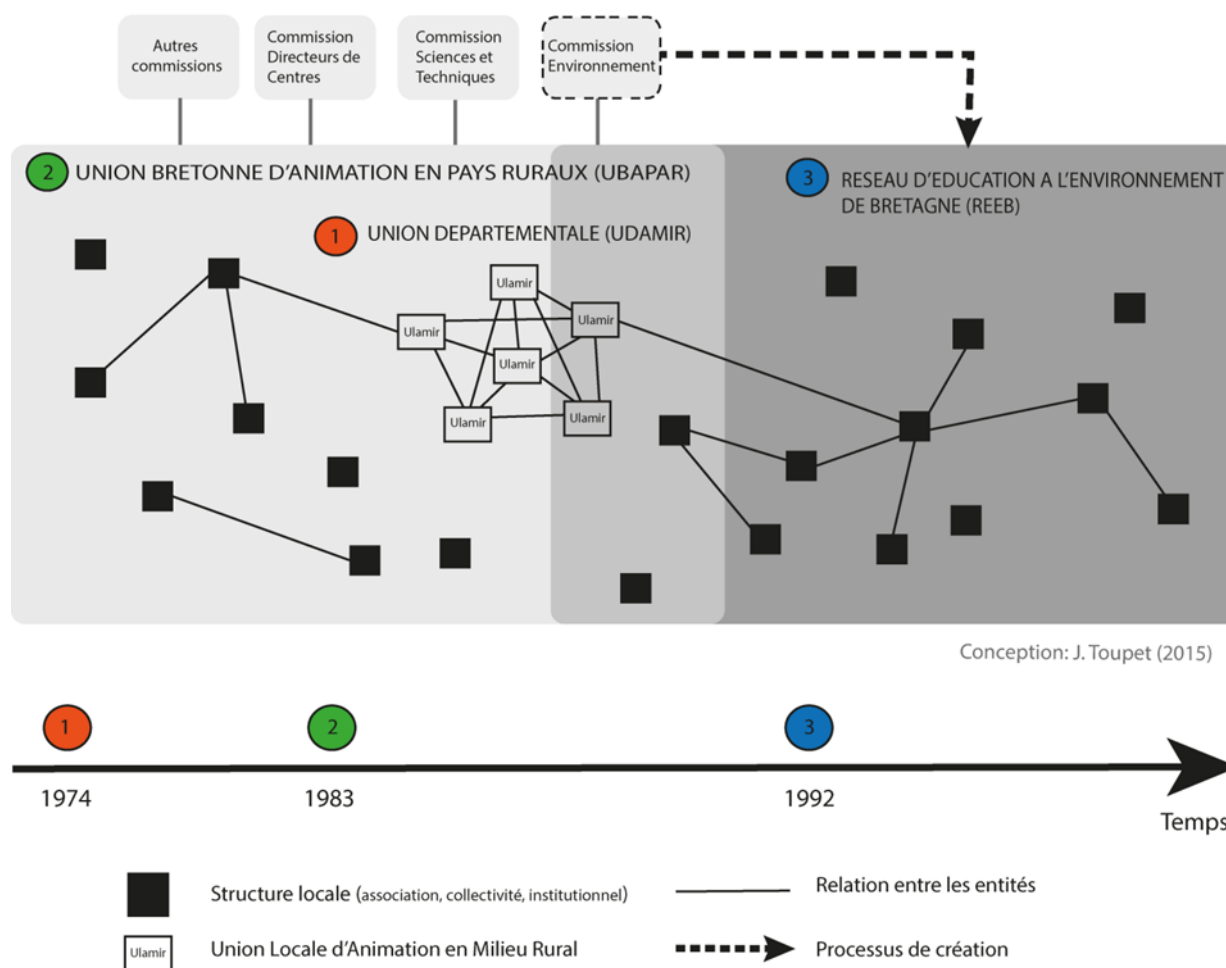 Autres
commissions
Commission
Directeurs de
Centres
Commission
Sciences et
Techniques
Commission
Environnement
2 UNION BRETONNE D'ANIMATION EN PAYS RURAUX (UBAPAR)
3 RESEAU D'EDUCATION A L'ENVIRONNEMENT
DE BRETAGNE (REEB)
1 UNION DEPARTEMENTALE (UDAMIR)
Ulamir
Ulamir
Ulamir
Ulamir
Ulamir
Ulamir
Conception: J. Toupet (2015)
1
2
3
1974
1983
1992
Temps
Structure locale (association, collectivité, institutionnel)
Relation entre les entités
Ulamir
Union Locale d'Animation en Milieu Rural
Processus de création